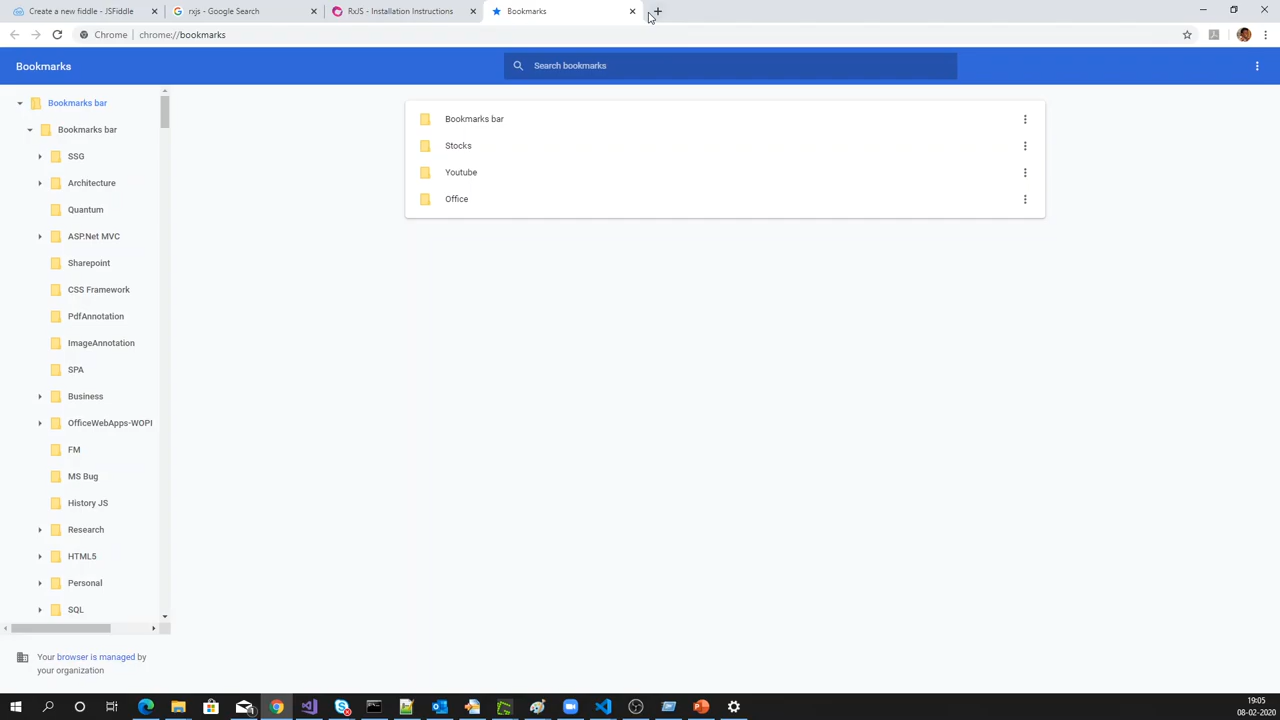 Create a new fiddle - JSFiddle
rxjs - Google Search
RxJS - Installation Instructions
Bookmarks
Chrome
chrome://bookmarks
Bookmarks
Search bookmarks
Bookmarks bar
Bookmarks bar
SSG
Architecture
Quantum
ASP.Net MVC
Sharepoint
CSS Framework
PdfAnnotation
ImageAnnotation
SPA
Business
OfficeWebApps-WOPI
FM
MS Bug
History JS
Research
HTML5
Personal
SQL
Your browser is managed by
your organization
Bookmarks bar
Stocks
Youtube
Office
19:05
08-02-2020